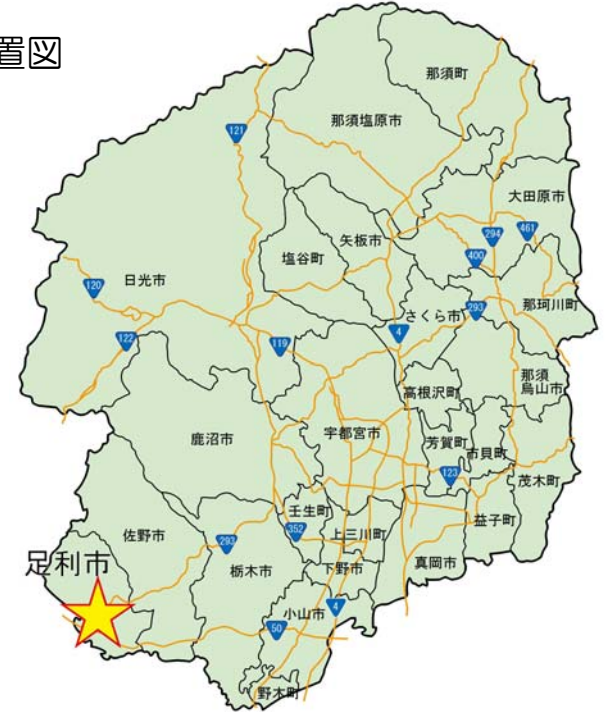 置図
那須町
121
那須塩原市
大田原市
矢板市
294
461
塩谷町
400
日光市
120
那珂川町
293
さくら市
4
122
119
那須
烏山市
高根沢町
宇都宮市
鹿沼市
芳賀町
市貝町
123
茂木町
壬生町
益子町
352
上三川町
佐野市
293
足利市
栃木市
下野市
真岡市
小山市
4
50
野木町